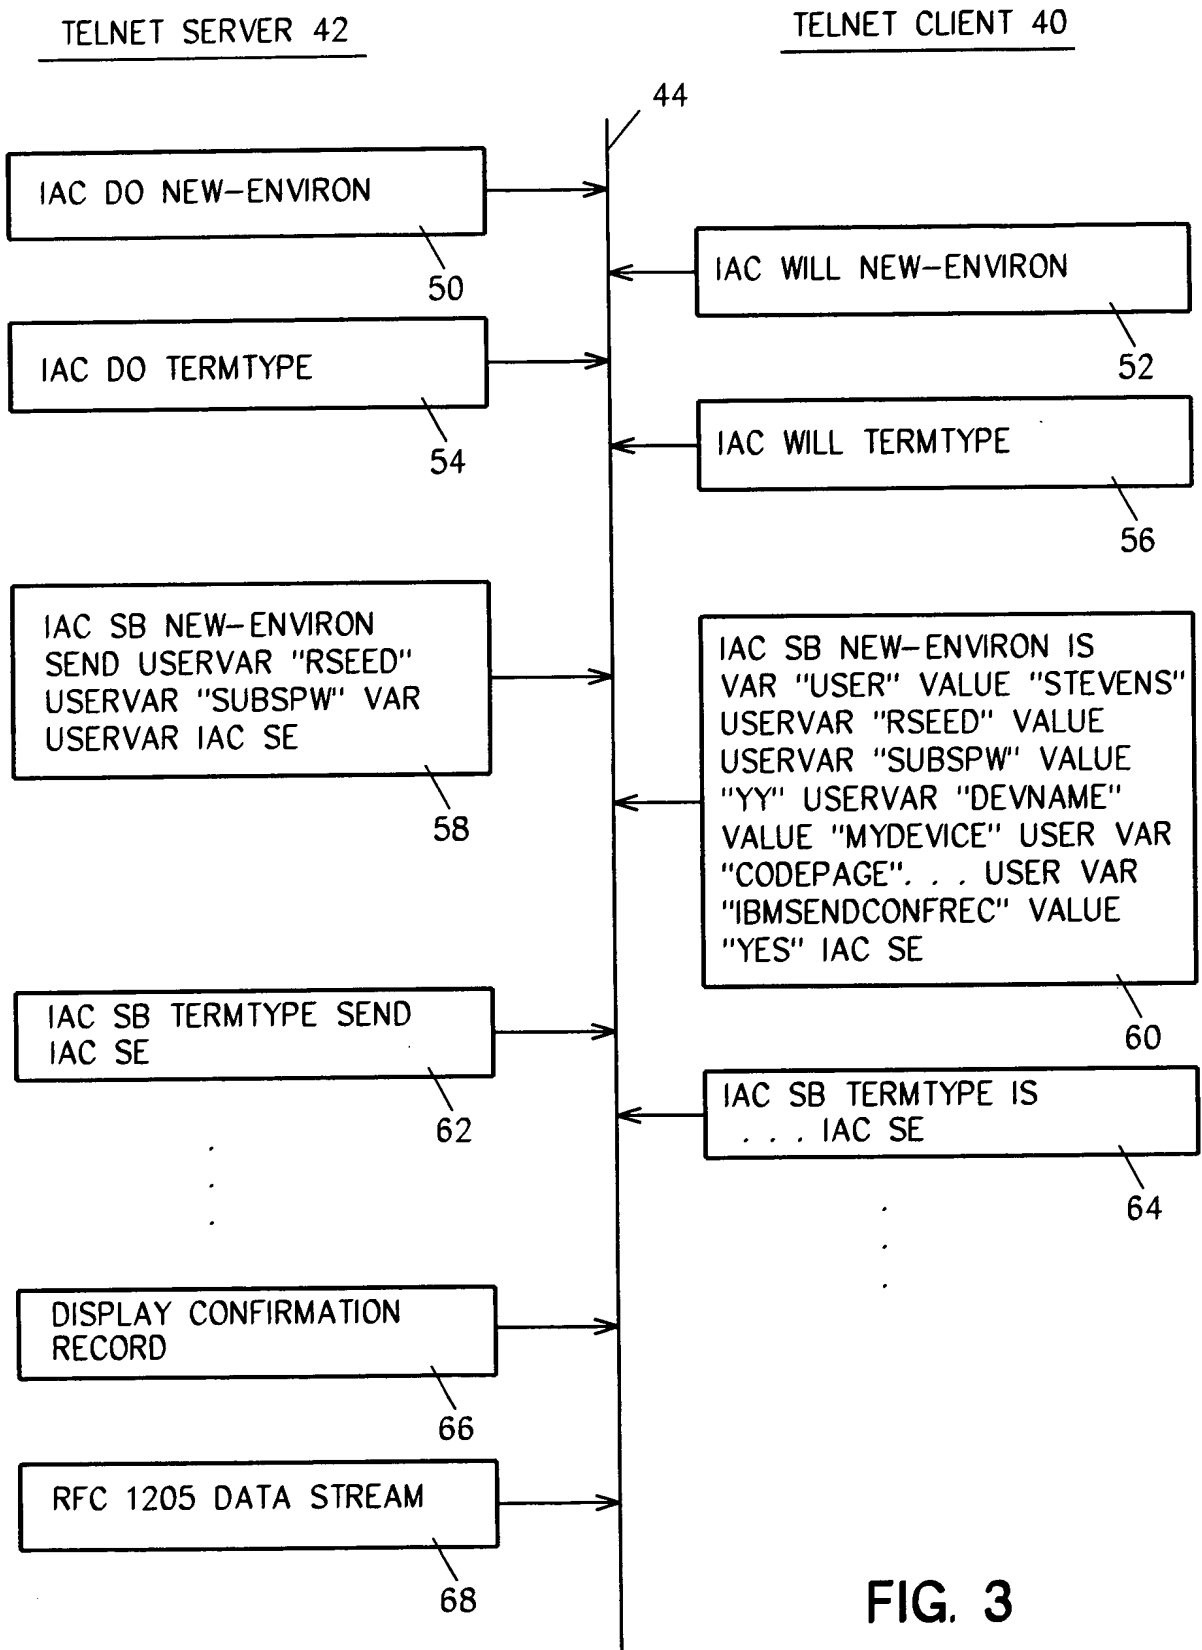 TELNET SERVER 42
TELNET CLIENT 40
44
IAC DO NEW-ENVIRON
50
IAC WILL NEW-ENVIRON
52
IAC DO TERMTYPE
54
IAC WILL TERMTYPE
56
IAC SB NEW-ENVIRON
SEND USERVAR "RSEED"
USERVAR "SUBSPW" VAR
USERVAR IAC SE
58
IAC SB NEW-ENVIRON IS
VAR "USER" VALUE "STEVENS"
USERVAR "RSEED" VALUE
USERVAR "SUBSPW" VALUE
"YY" USERVAR "DEVNAME"
VALUE "MYDEVICE" USER VAR
"CODEPAGE". . . USER VAR
"IBMSENDCONFREC" VALUE
"YES" IAC SE
60
IAC SB TERMTYPE SEND
IAC SE
62
IAC SB TERMTYPE IS
. . . IAC SE
64
DISPLAY CONFIRMATION
RECORD
66
RFC 1205 DATA STREAM
68
FIG. 3